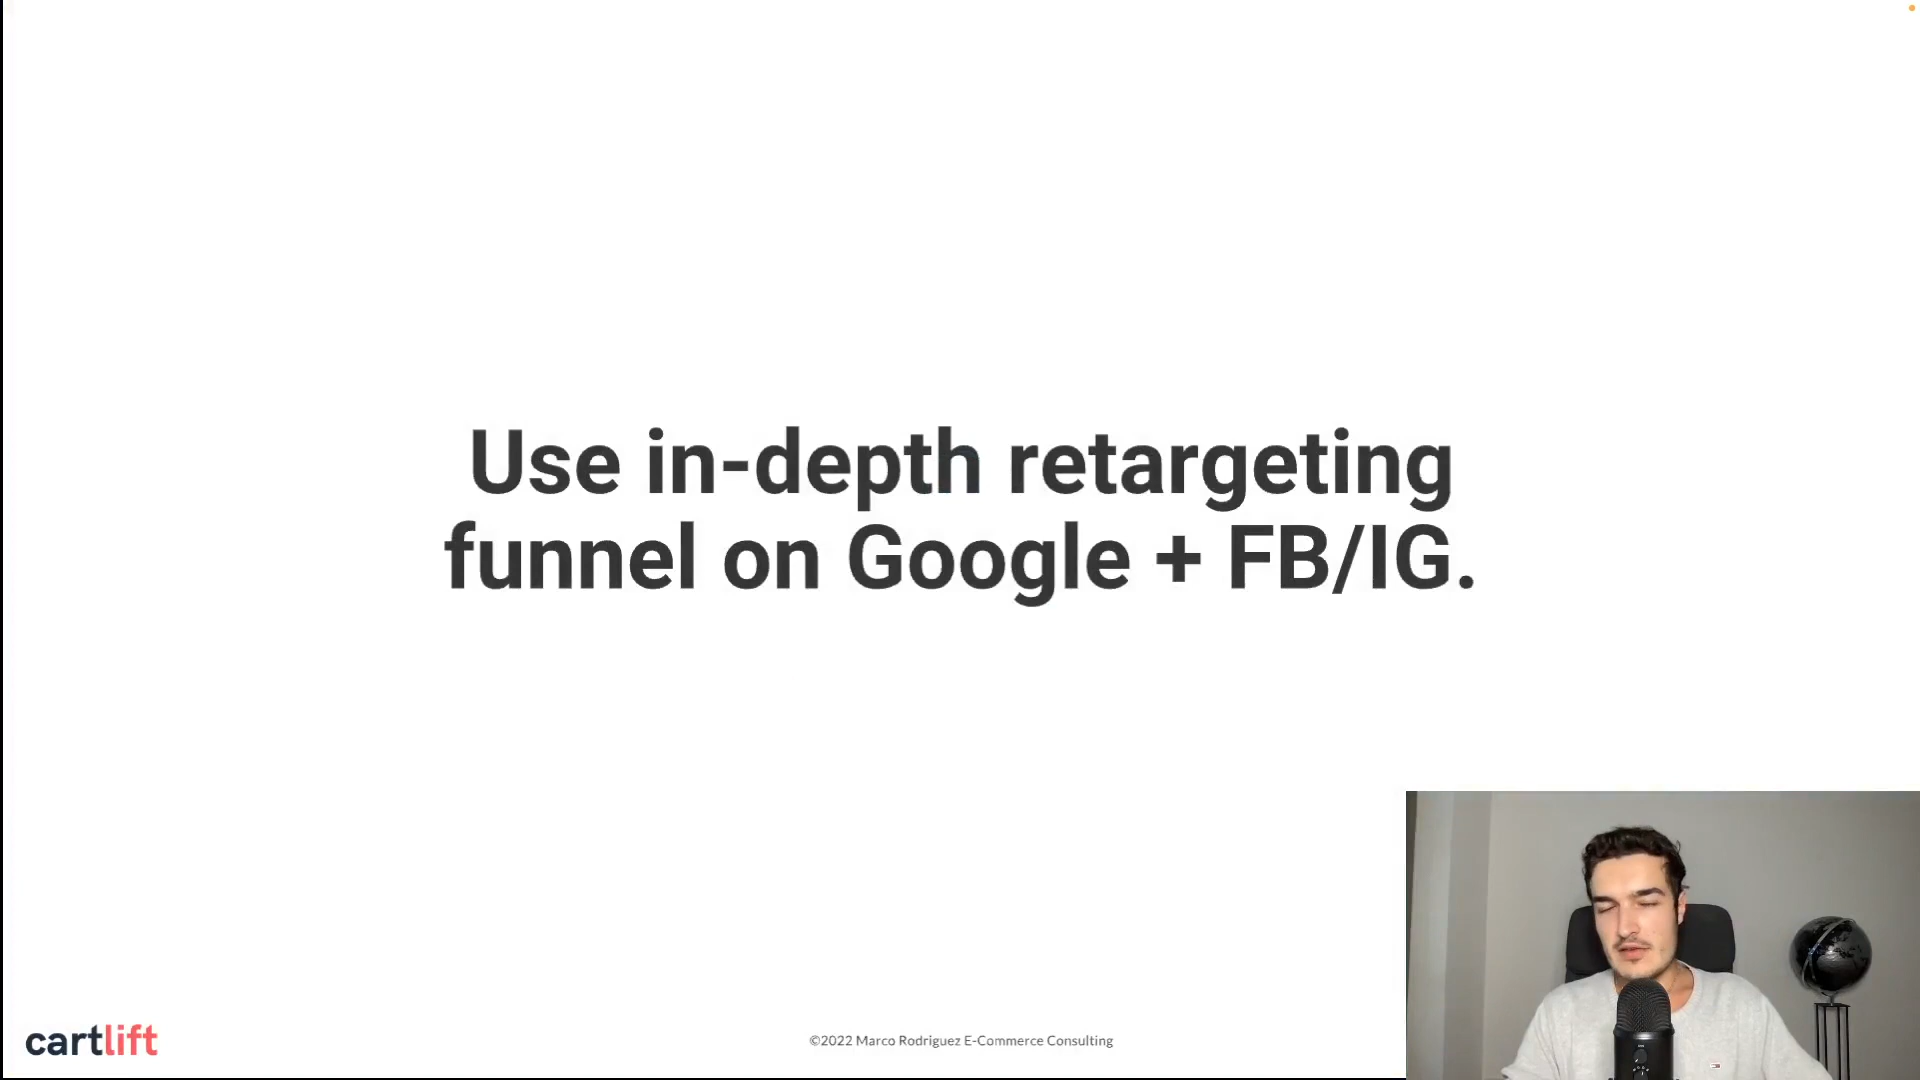 Use in-depth retargeting
funnel on Google + FB/IG.
cartlift
©2022 Marco Rodriguez E-Commerce Consulting